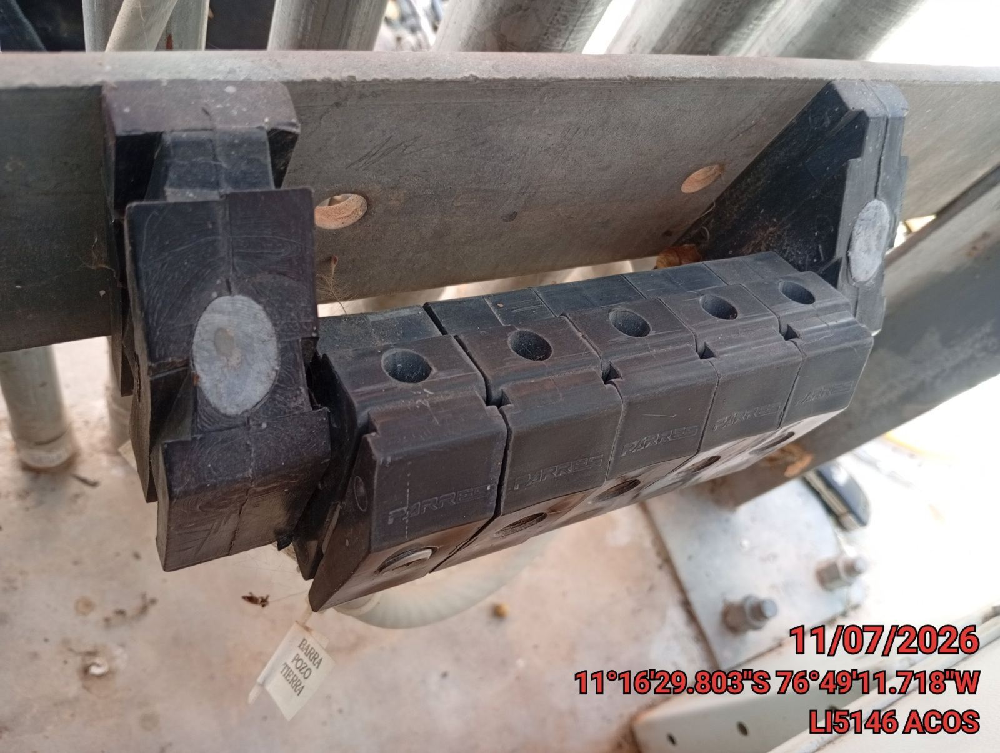 PARRES
PARRES
PARRES
PARRES
PARRES
BARRA
POZO
TIERRA
11/07/2026
11°16'29.803"S 76°49'11.718"W
LI5146 ACOS